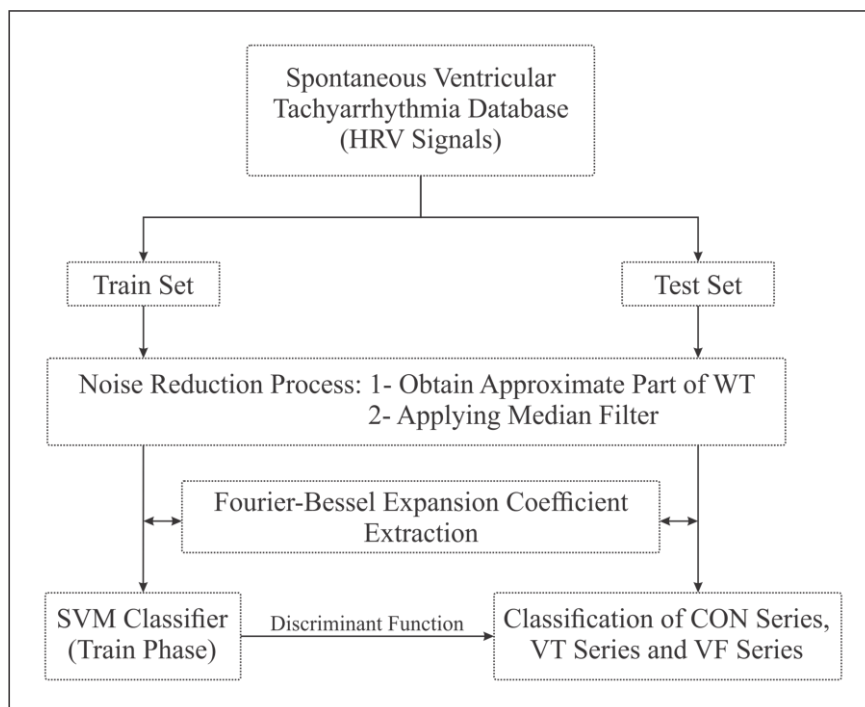 Spontaneous Ventricular
Tachyarrhythmia Database
(HRV Signals)
Train Set
Test Set
Noise Reduction Process: 1- Obtain Approximate Part of WT
2- Applying Median Filter
Fourier-Bessel Expansion Coefficient
Extraction
SVM Classifier
(Train Phase)
Discriminant Function
Classification of CON Series,
VT Series and VF Series